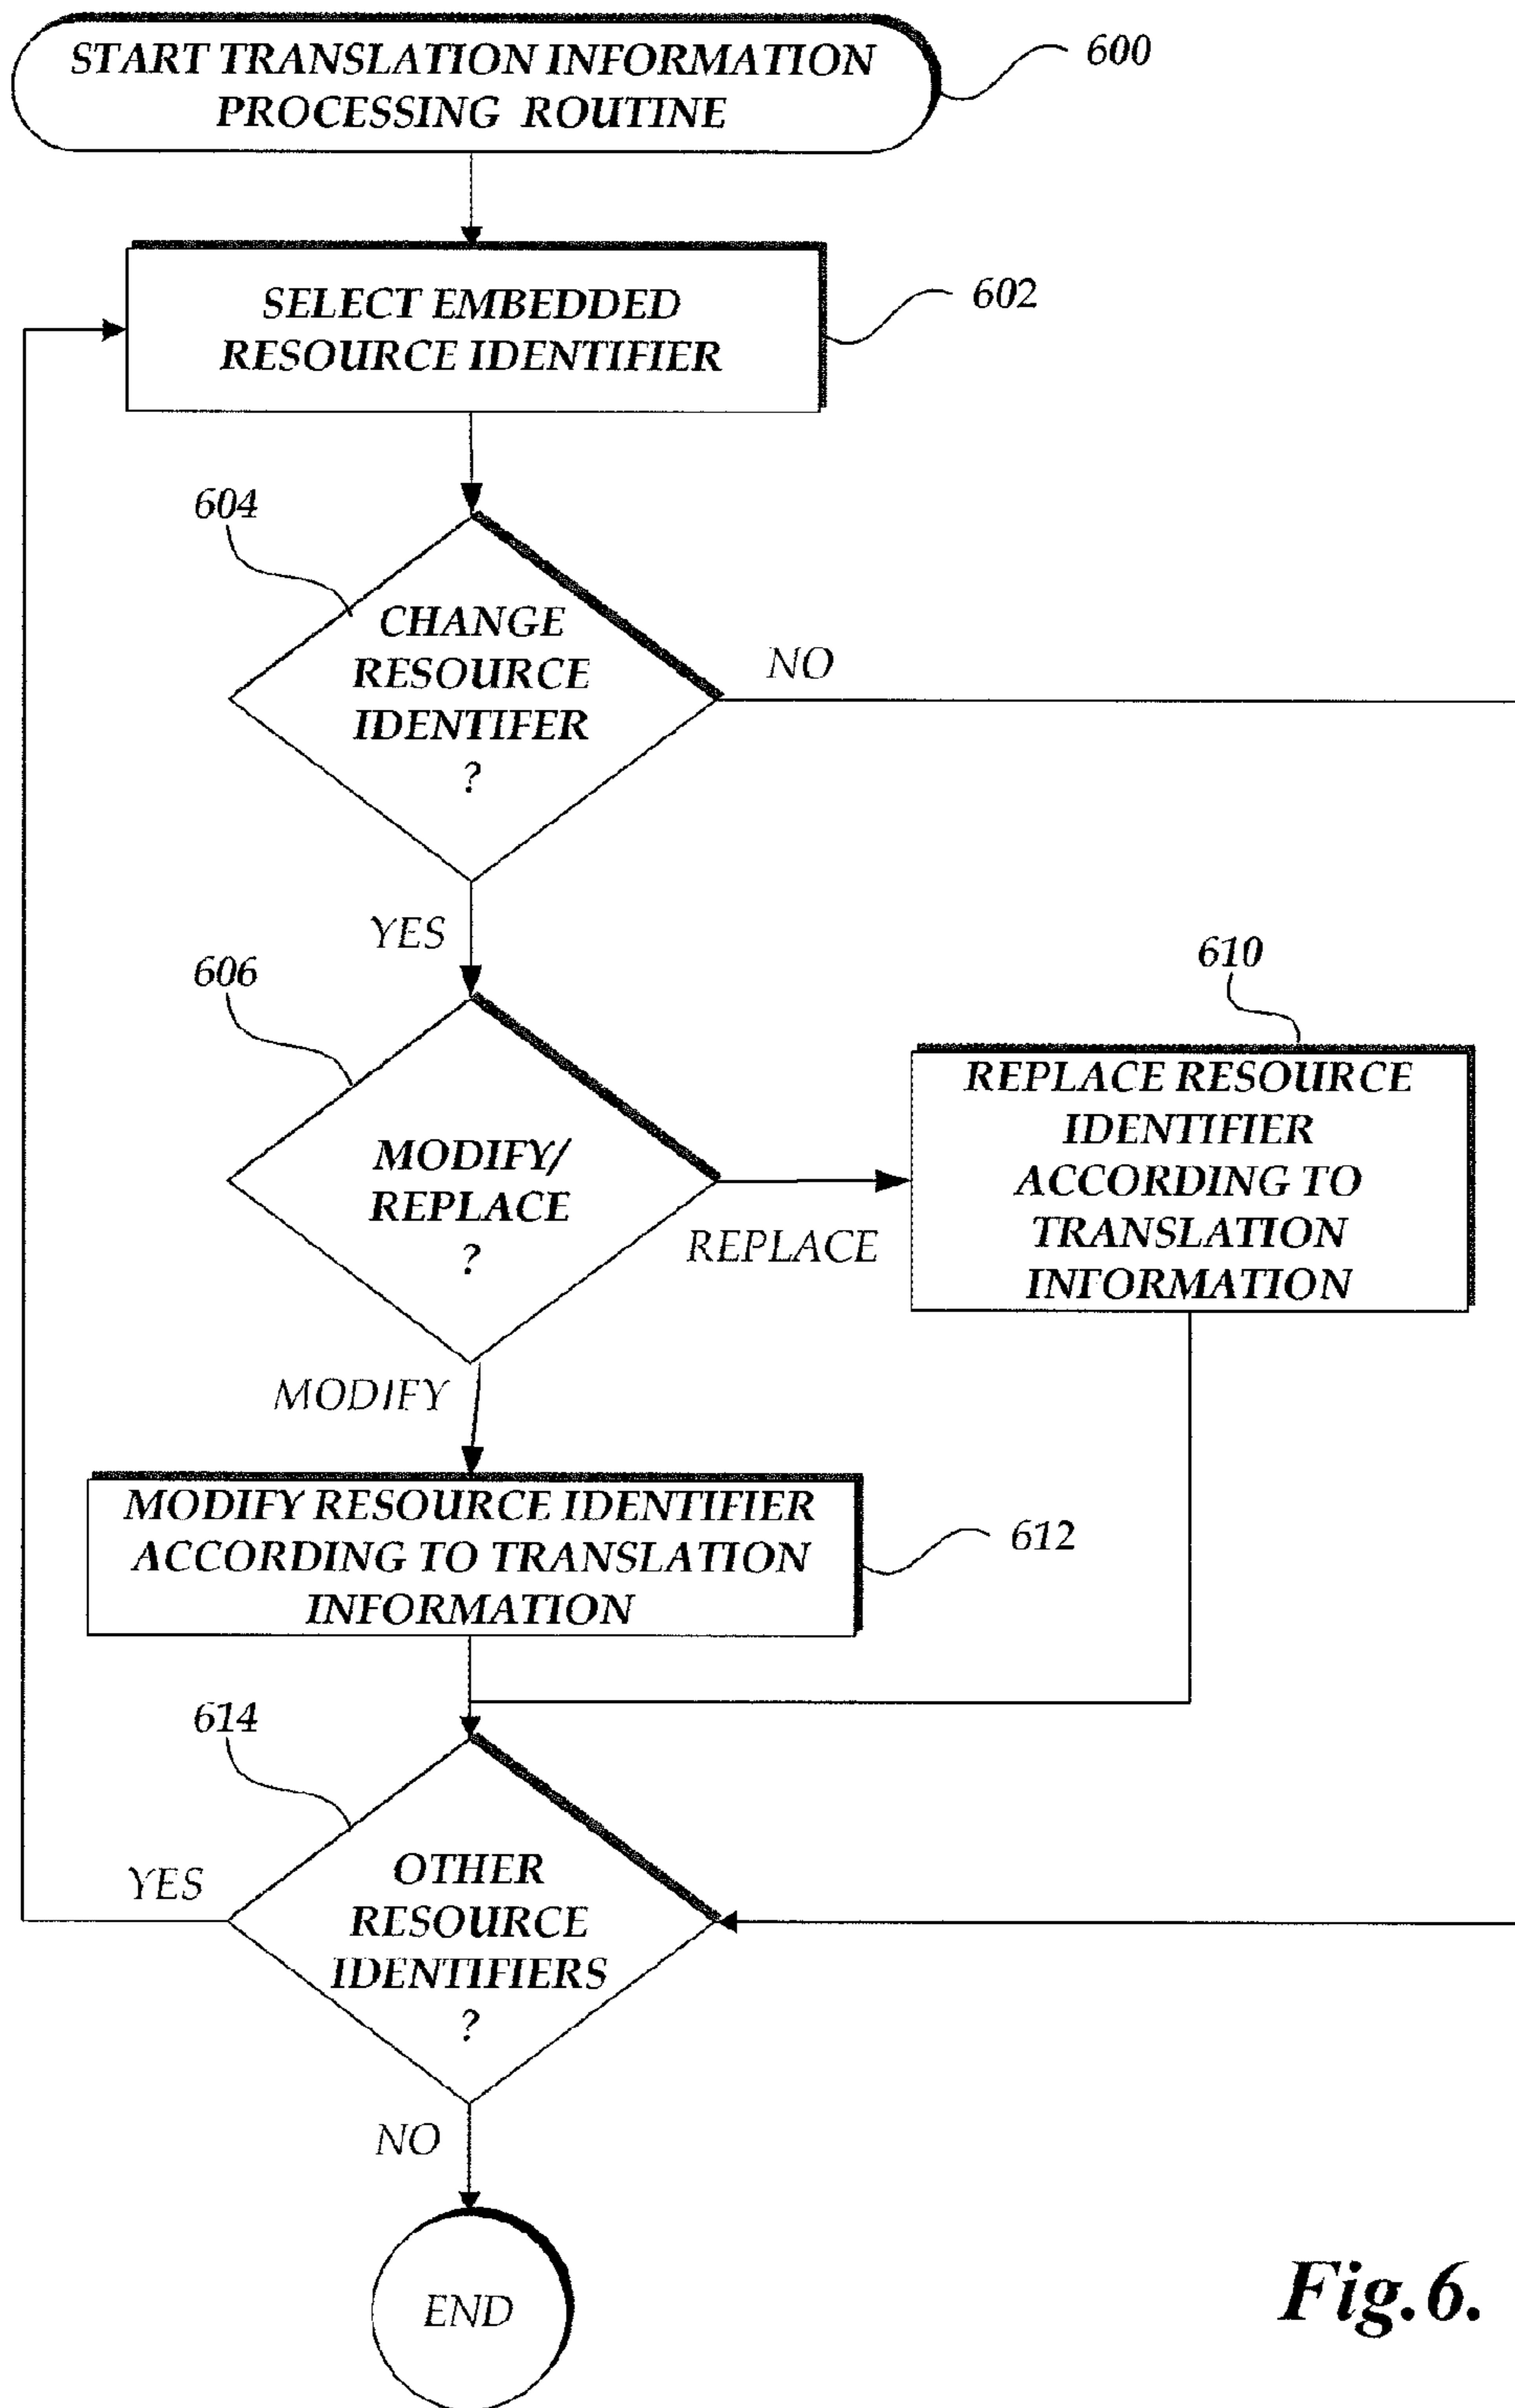 START TRANSLATION INFORMATION
PROCESSING ROUTINE
600
SELECT EMBEDDED
RESOURCE IDENTIFIER
602
604
CHANGE
RESOURCE
IDENTIFER
?
NO
YES
606
MODIFY/
REPLACE
?
REPLACE
610
REPLACE RESOURCE
IDENTIFIER
ACCORDING TO
TRANSLATION
INFORMATION
MODIFY
MODIFY RESOURCE IDENTIFIER
ACCORDING TO TRANSLATION
INFORMATION
612
614
OTHER
RESOURCE
IDENTIFIERS
?
YES
NO
END
Fig.6.